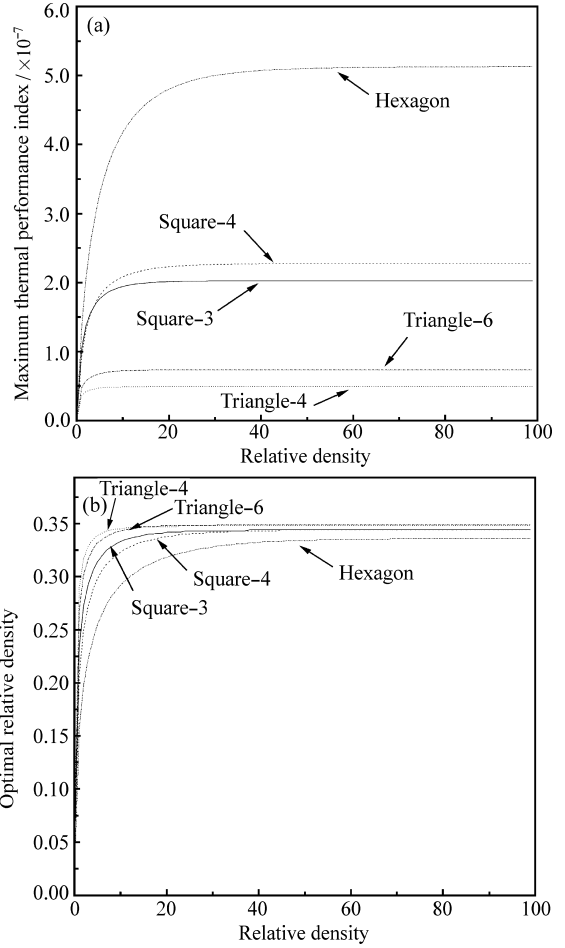 (a)
Maximum thermal performance index / ×10⁻⁷
6.0
5.0
4.0
3.0
2.0
1.0
0.0
Hexagon
Square-4
Square-3
Triangle-6
Triangle-4
0 20 40 60 80 100
Relative density
(b)
Optimal relative density
0.35
0.30
0.25
0.20
0.15
0.10
0.05
0.00
Triangle-4
Triangle-6
Square-4
Hexagon
Square-3
0 20 40 60 80 100
Relative density